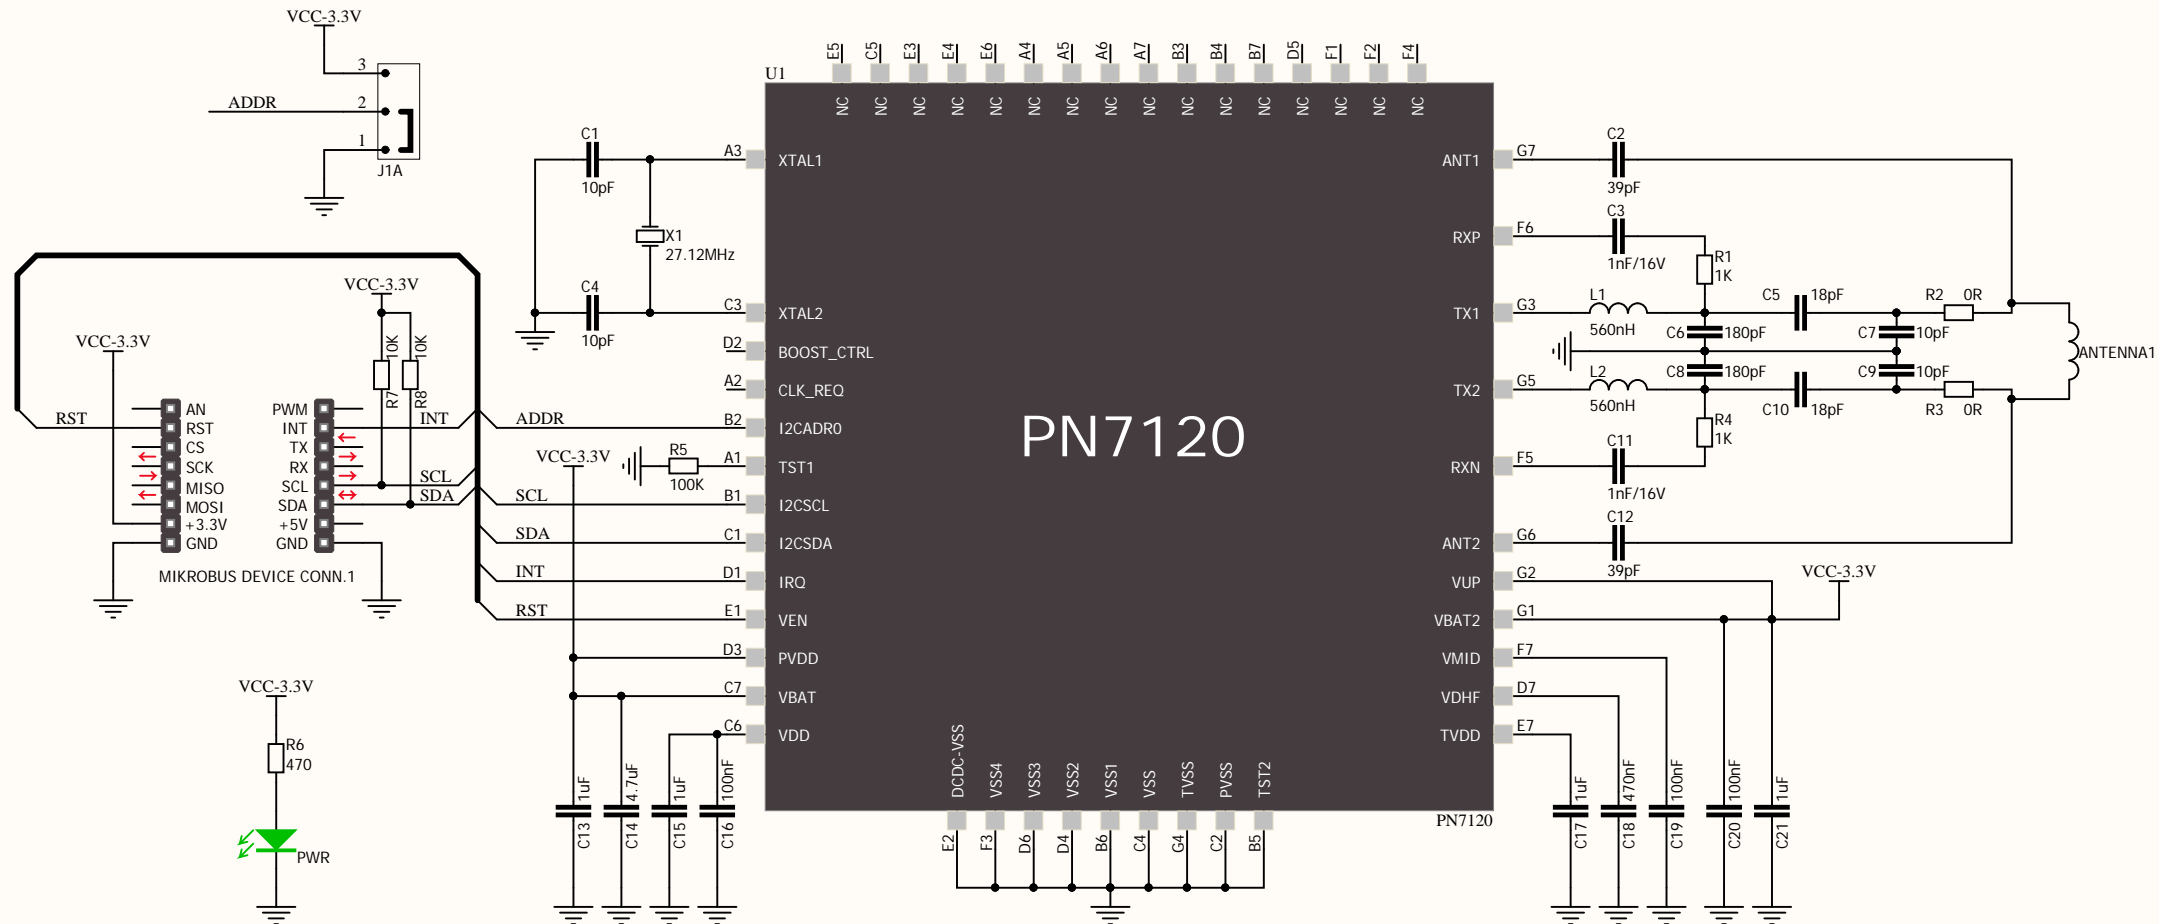 VCC-3.3V
3
ADDR 2
1
J1A
E5 C5 E3 E4 E6 A4 A5 A6 A7 B3 B4 B7 D5 F1 F2 F4
U1
NC NC NC NC NC NC NC NC NC NC NC NC NC NC NC NC
C1
10pF
X1
27.12MHz
C4
10pF
A3 XTAL1
C3 XTAL2
D2 BOOST_CTRL
A2 CLK_REQ
ADDR B2 I2CADR0
VCC-3.3V
R5
100K
A1 TST1
SCL B1 I2CSCL
SDA C1 I2CSDA
INT D1 IRQ
RST E1 VEN
D3 PVDD
C7 VBAT
C6 VDD
PN7120
VCC-3.3V
VCC-3.3V
10K 10K
R7 R8
RST
INT
SCL
SDA
AN
RST
CS
SCK
MISO
MOSI
+3.3V
GND
PWM
INT
TX
RX
SCL
SDA
+5V
GND
MIKROBUS DEVICE CONN.1
VCC-3.3V
R6
470
PWR
C13 1uF
C14 4.7uF
C15 1uF
C16 100nF
DCDC-VSS VSS4 VSS3 VSS2 VSS1 VSS TVSS PVSS TST2
E2 F3 D6 D4 B6 C4 G4 C2 B5
PN7120
ANT1 G7
RXP F6
TX1 G3
TX2 G5
RXN F5
ANT2 G6
VUP G2
VBAT2 G1
VMID F7
VDHF D7
TVDD E7
C2
39pF
C3
1nF/16V
R1
1K
L1
560nH
C5 18pF
R2 0R
C6 180pF
C7 10pF
ANTENNA1
C8 180pF
C9 10pF
L2
560nH
C10 18pF
R3 0R
R4
1K
C11
1nF/16V
C12
39pF
VCC-3.3V
C17 1uF
C18 470nF
C19 100nF
C20 100nF
C21 1uF